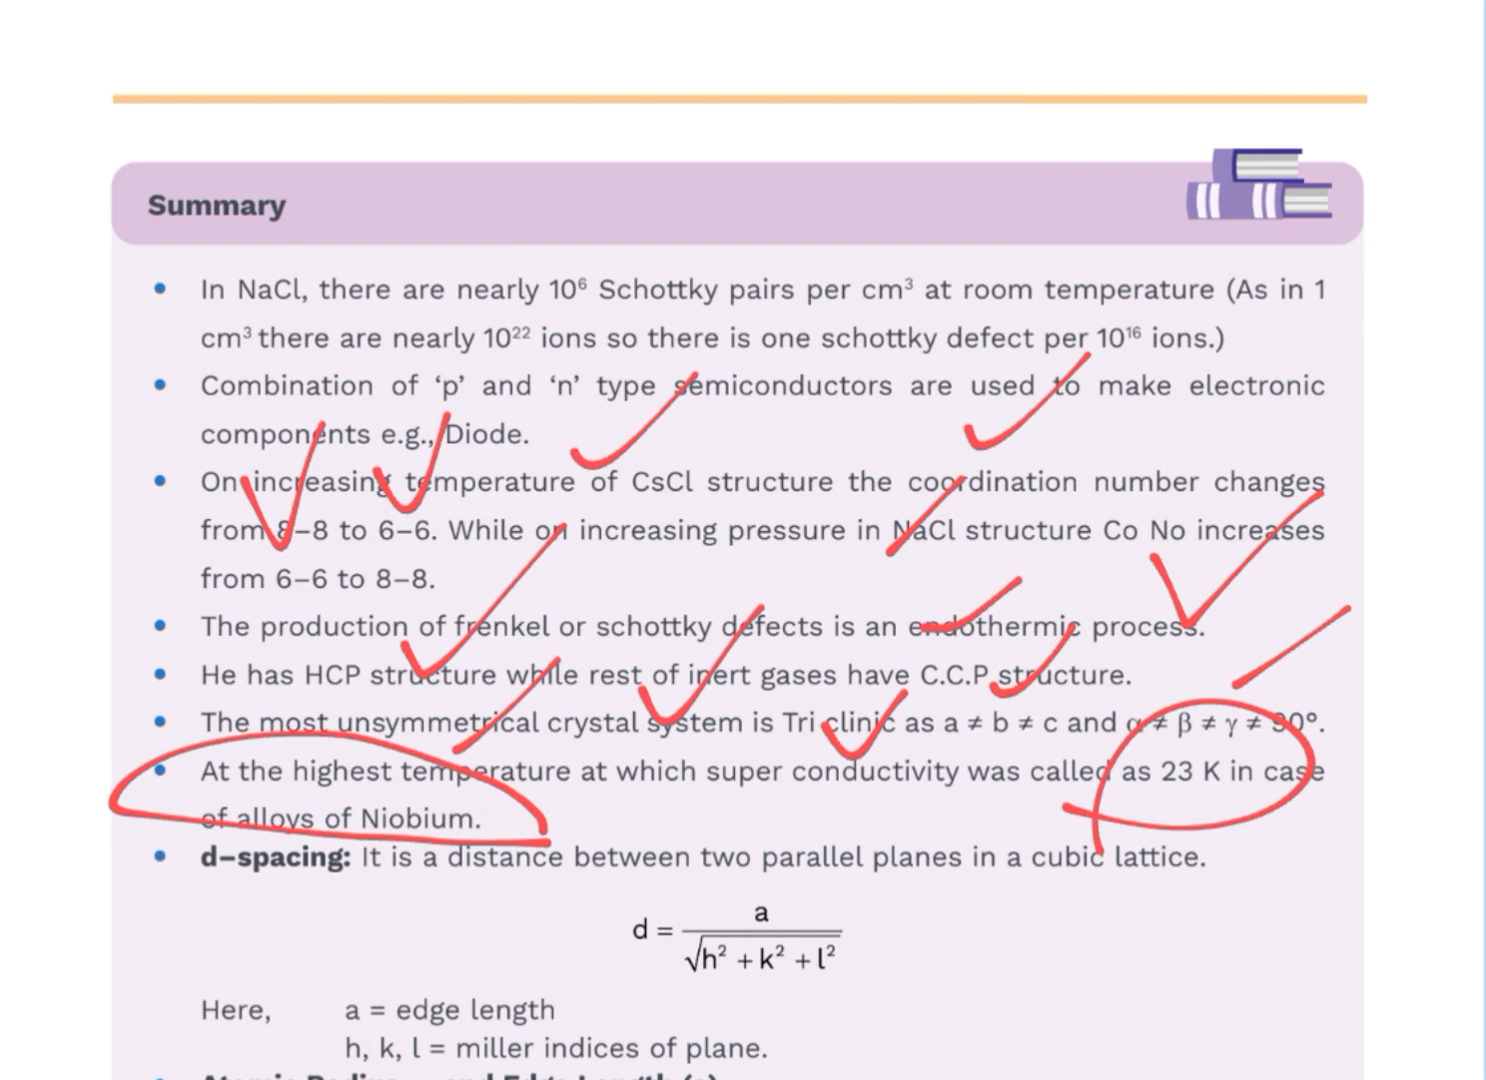 Summary
• In NaCl, there are nearly 10⁶ Schottky pairs per cm³ at room temperature (As in 1
cm³ there are nearly 10²² ions so there is one schottky defect per 10¹⁶ ions.)
• Combination of ‘p’ and ‘n’ type semiconductors are used to make electronic
components e.g., Diode.
• On increasing temperature of CsCl structure the coordination number changes
from 8–8 to 6–6. While on increasing pressure in NaCl structure Co No increases
from 6–6 to 8–8.
• The production of frenkel or schottky defects is an endothermic process.
• He has HCP structure while rest of inert gases have C.C.P structure.
• The most unsymmetrical crystal system is Tri clinic as a ≠ b ≠ c and α ≠ β ≠ γ ≠ 90°.
• At the highest temperature at which super conductivity was called as 23 K in case
of alloys of Niobium.
• d–spacing: It is a distance between two parallel planes in a cubic lattice.
d = a / √h² + k² + l²
Here, a = edge length
h, k, l = miller indices of plane.